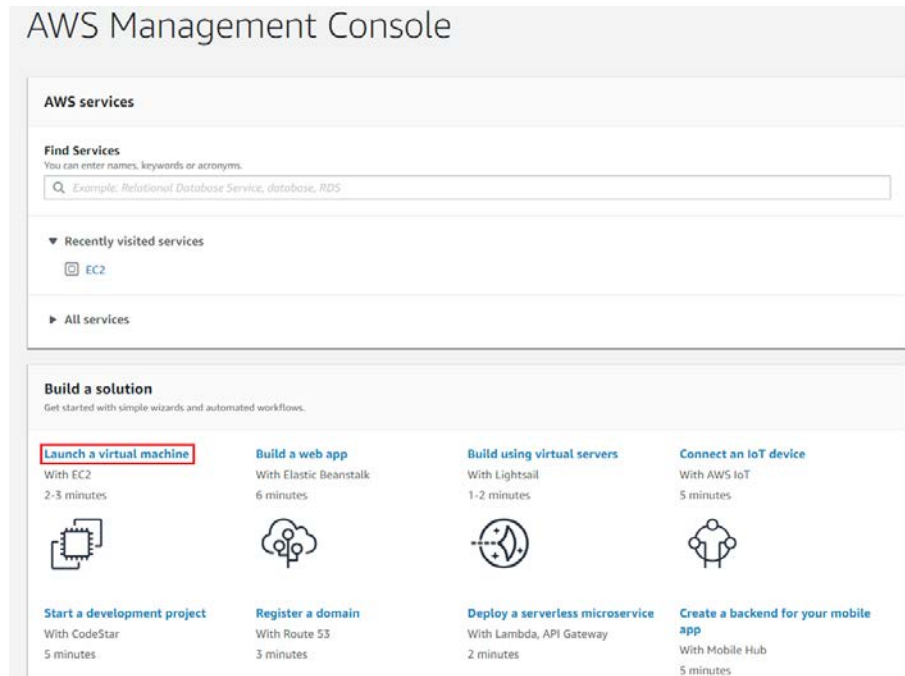 AWS Management Console
AWS services
Find Services
You can enter names, keywords or acronyms.
Example: Relational Database Service, database, RDS
Recently visited services
EC2
All services
Build a solution
Get started with simple wizards and automated workflows.
Launch a virtual machine
With EC2
2-3 minutes
Build a web app
With Elastic Beanstalk
6 minutes
Build using virtual servers
With Lightsail
1-2 minutes
Connect an IoT device
With AWS IoT
5 minutes
Start a development project
With CodeStar
5 minutes
Register a domain
With Route 53
3 minutes
Deploy a serverless microservice
With Lambda, API Gateway
2 minutes
Create a backend for your mobile
app
With Mobile Hub
5 minutes